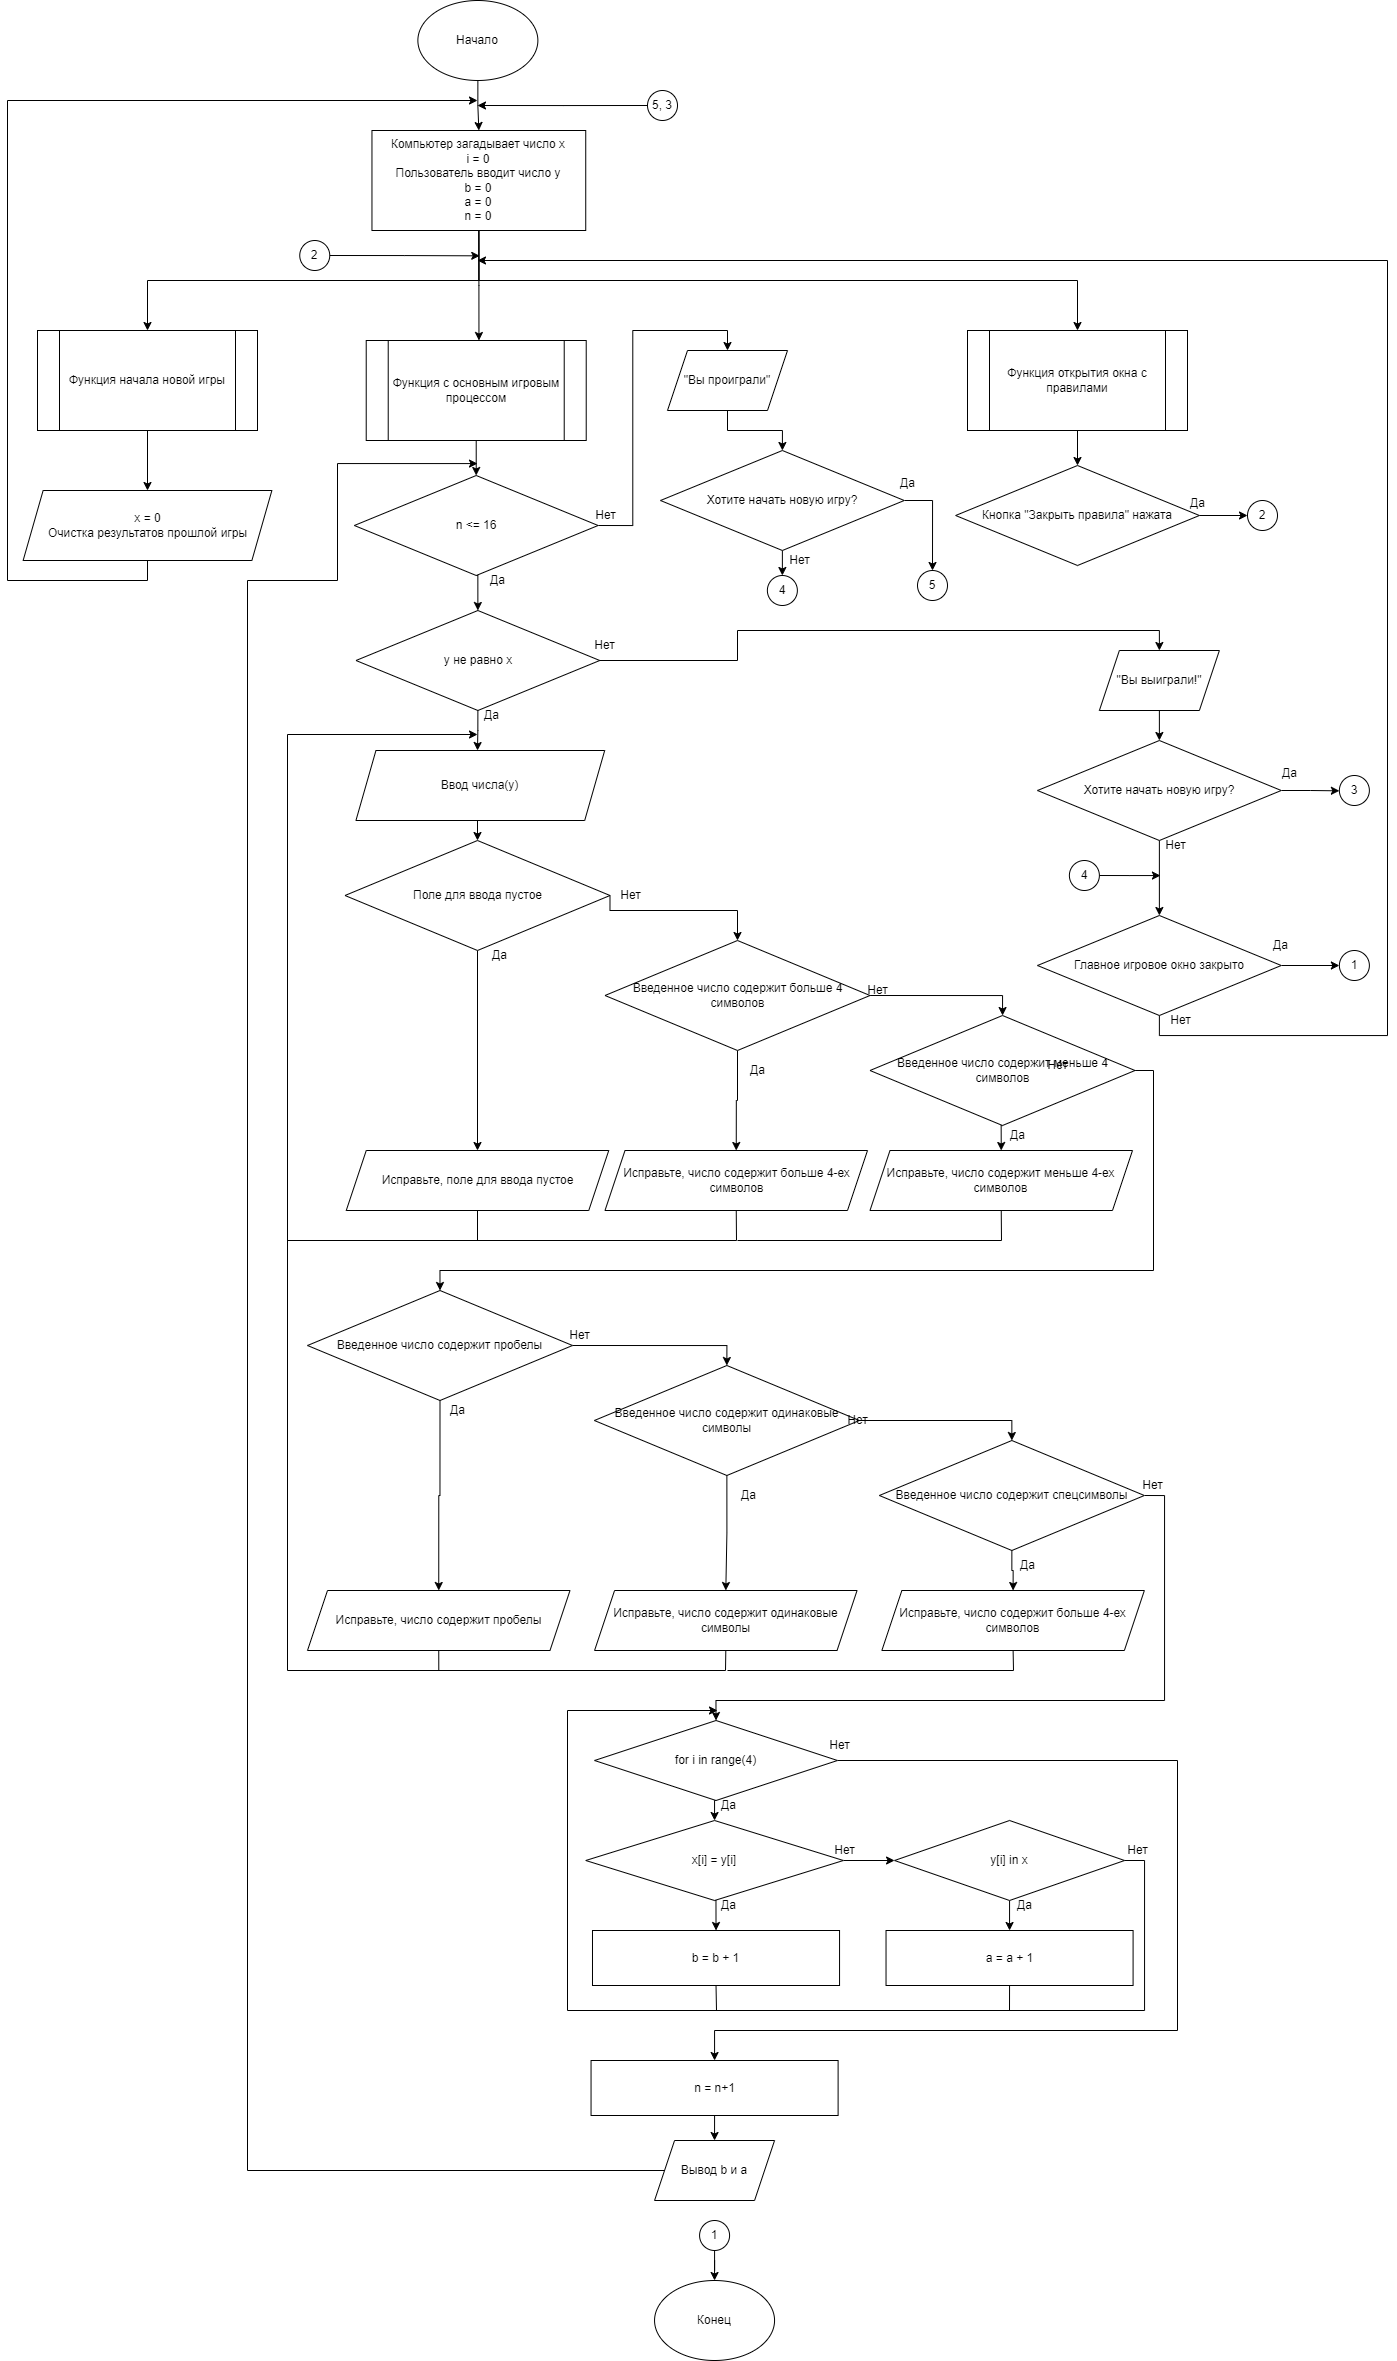 Начало
5, 3
Компьютер загадывает число x
i = 0
Пользователь вводит число y
b = 0
a = 0
n = 0
2
Функция начала новой игры
Функция с основным игровым
процессом
"Вы проиграли"
Функция открытия окна с
правилами
x = 0
Очистка результатов прошлой игры
n <= 16
Нет
Да
Хотите начать новую игру?
Да
Нет
4
5
Кнопка "Закрыть правила" нажата
Да
2
y не равно x
Нет
Да
"Вы выиграли!"
Ввод числа(y)
Хотите начать новую игру?
Да
3
Нет
4
Поле для ввода пустое
Нет
Да
Главное игровое окно закрыто
Да
1
Нет
Введенное число содержит больше 4
символов
Нет
Да
Введенное число содержит меньше 4
символов
Нет
Да
Исправьте, поле для ввода пустое
Исправьте, число содержит больше 4-ех
символов
Исправьте, число содержит меньше 4-ех
символов
Введенное число содержит пробелы
Нет
Да
Введенное число содержит одинаковые
символы
Нет
Да
Введенное число содержит спецсимволы
Нет
Да
Исправьте, число содержит пробелы
Исправьте, число содержит одинаковые
символы
Исправьте, число содержит больше 4-ех
символов
for i in range(4)
Нет
Да
x[i] = y[i]
Нет
Да
y[i] in x
Нет
Да
b = b + 1
a = a + 1
n = n+1
Вывод b и a
1
Конец